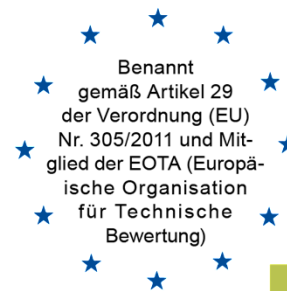 Benannt
gemäß Artikel 29
der Verordnung (EU)
Nr. 305/2011 und Mit-
glied der EOTA (Europä-
ische Organisation
für Technische
Bewertung)